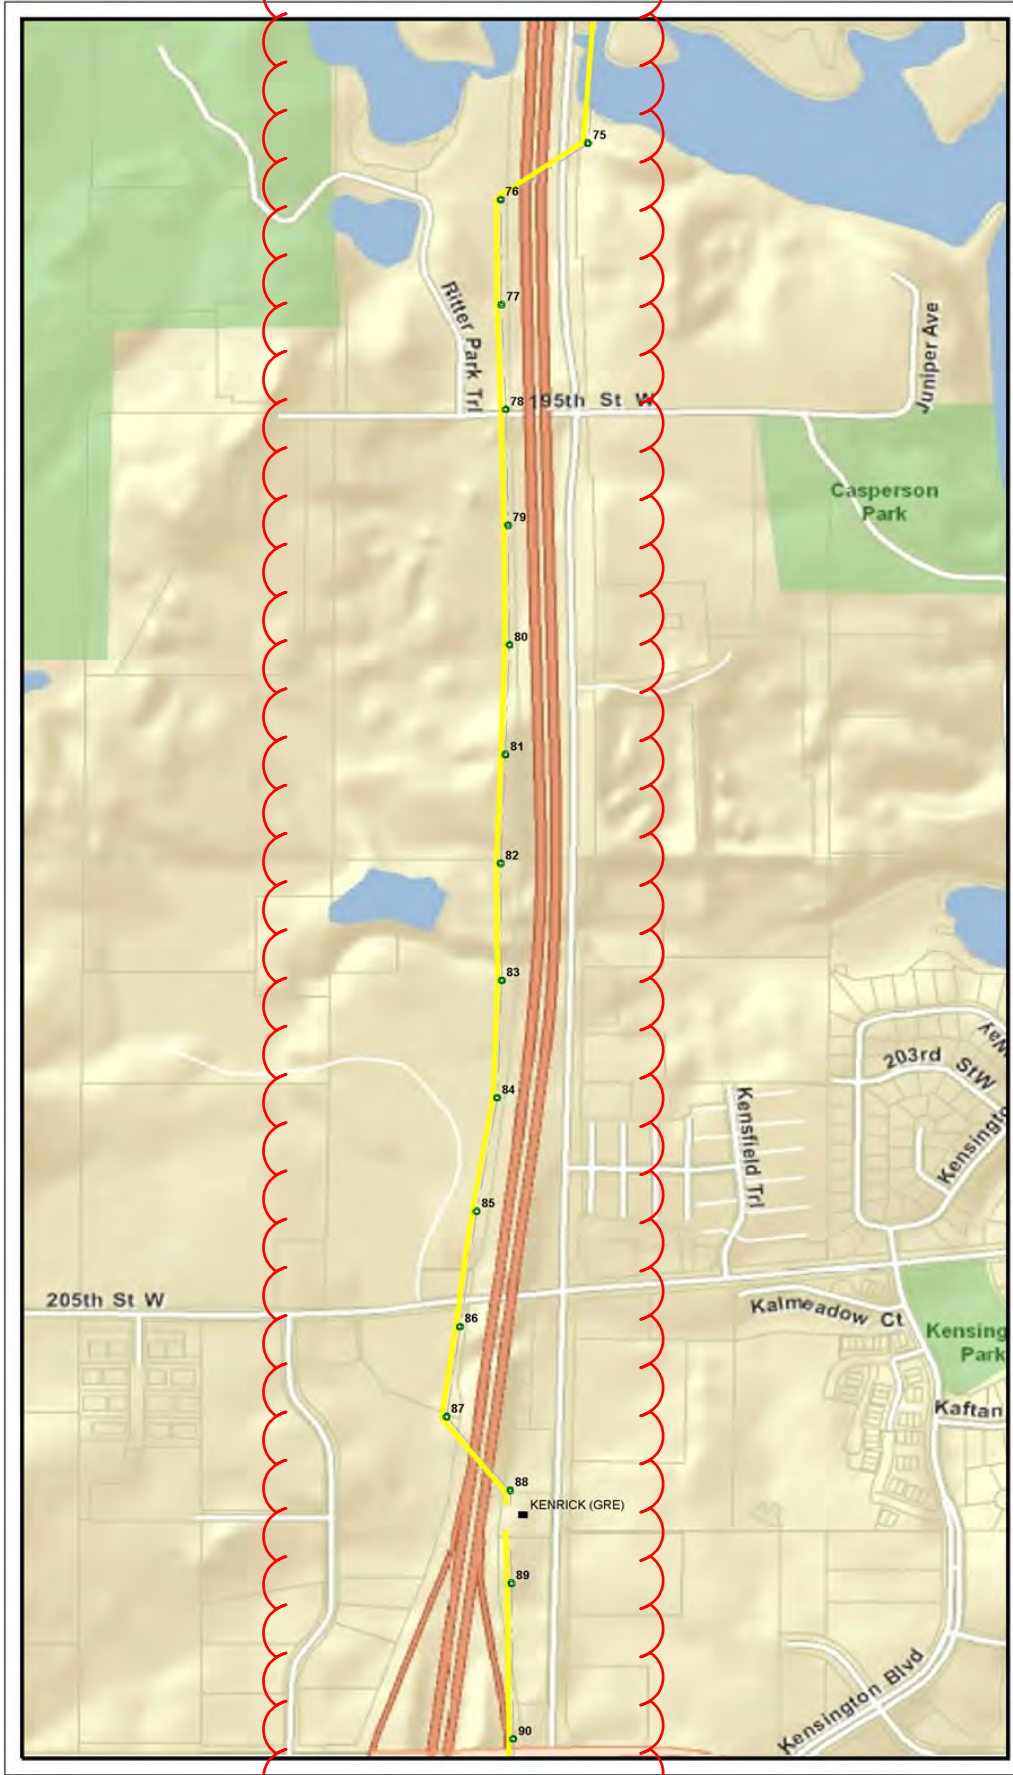 75
76
77
Ritter Park Trl
Juniper Ave
78
195th St W
Casperson
Park
79
80
81
82
83
Way
203rd St W
84
Kensfield Trl
Kensingto
85
205th St W
86
Kalmeadow Ct
Kensing
Park
87
Kaftan
88
KENRICK (GRE)
89
Kensington Blvd
90